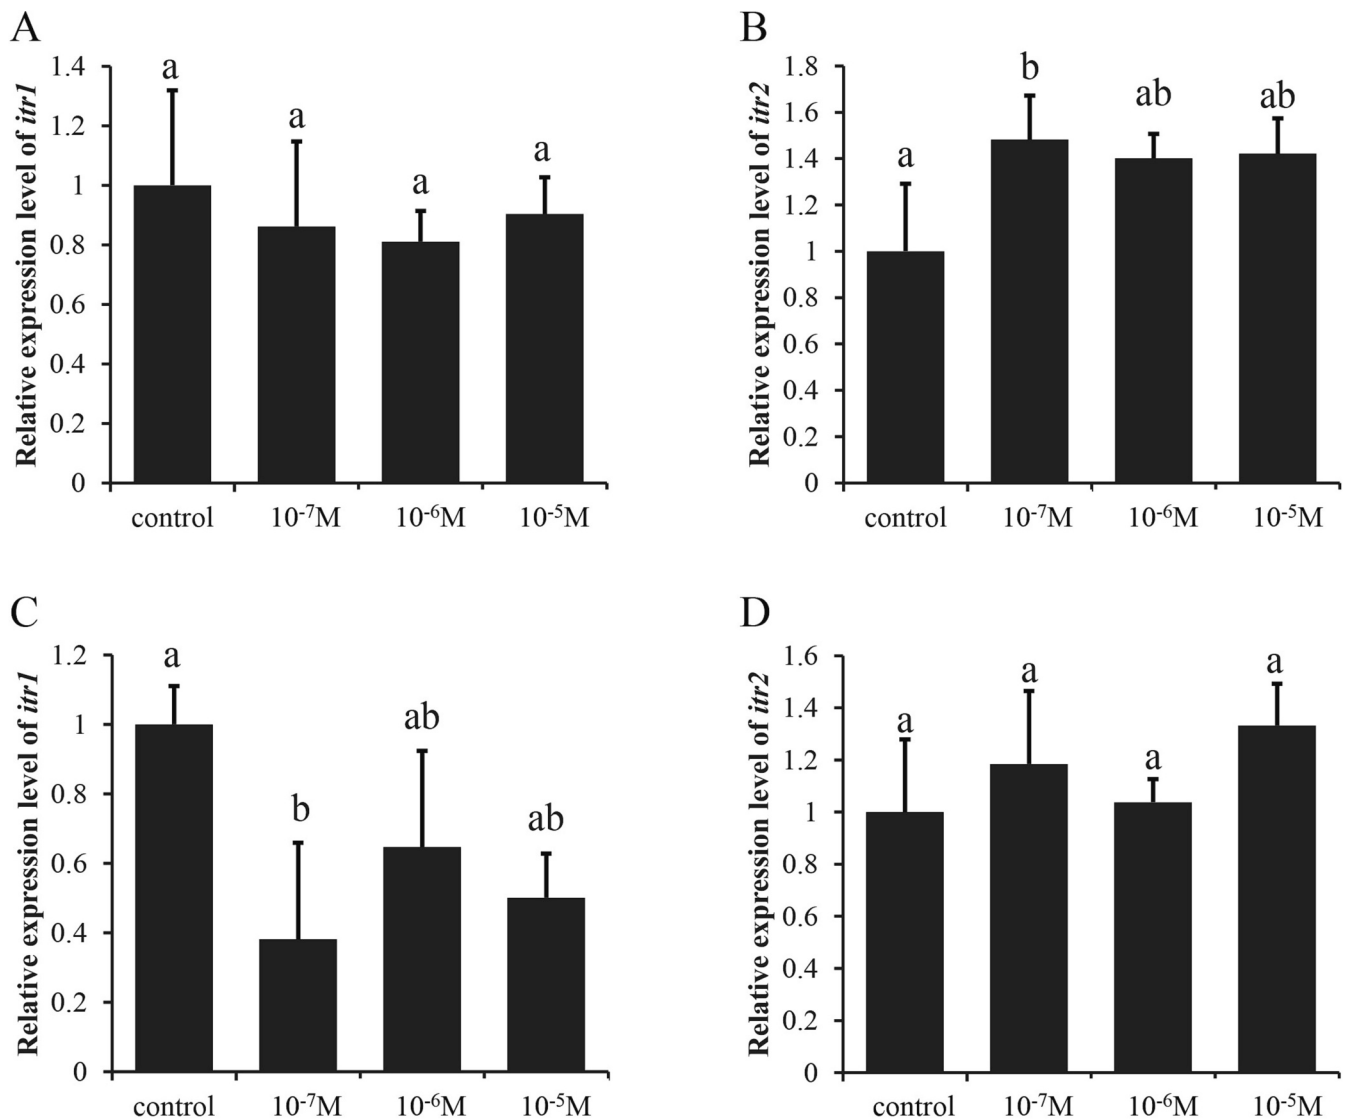 A
Relative expression level of itr1
1.4
1.2
1
0.8
0.6
0.4
0.2
0
a
a
a
a
control
10-7M
10-6M
10-5M
B
Relative expression level of itr2
1.8
1.6
1.4
1.2
1
0.8
0.6
0.4
0.2
0
a
b
ab
ab
control
10-7M
10-6M
10-5M
C
Relative expression level of itr1
1.2
1
0.8
0.6
0.4
0.2
0
a
b
ab
ab
control
10-7M
10-6M
10-5M
D
Relative expression level of itr2
1.6
1.4
1.2
1
0.8
0.6
0.4
0.2
0
a
a
a
a
control
10-7M
10-6M
10-5M